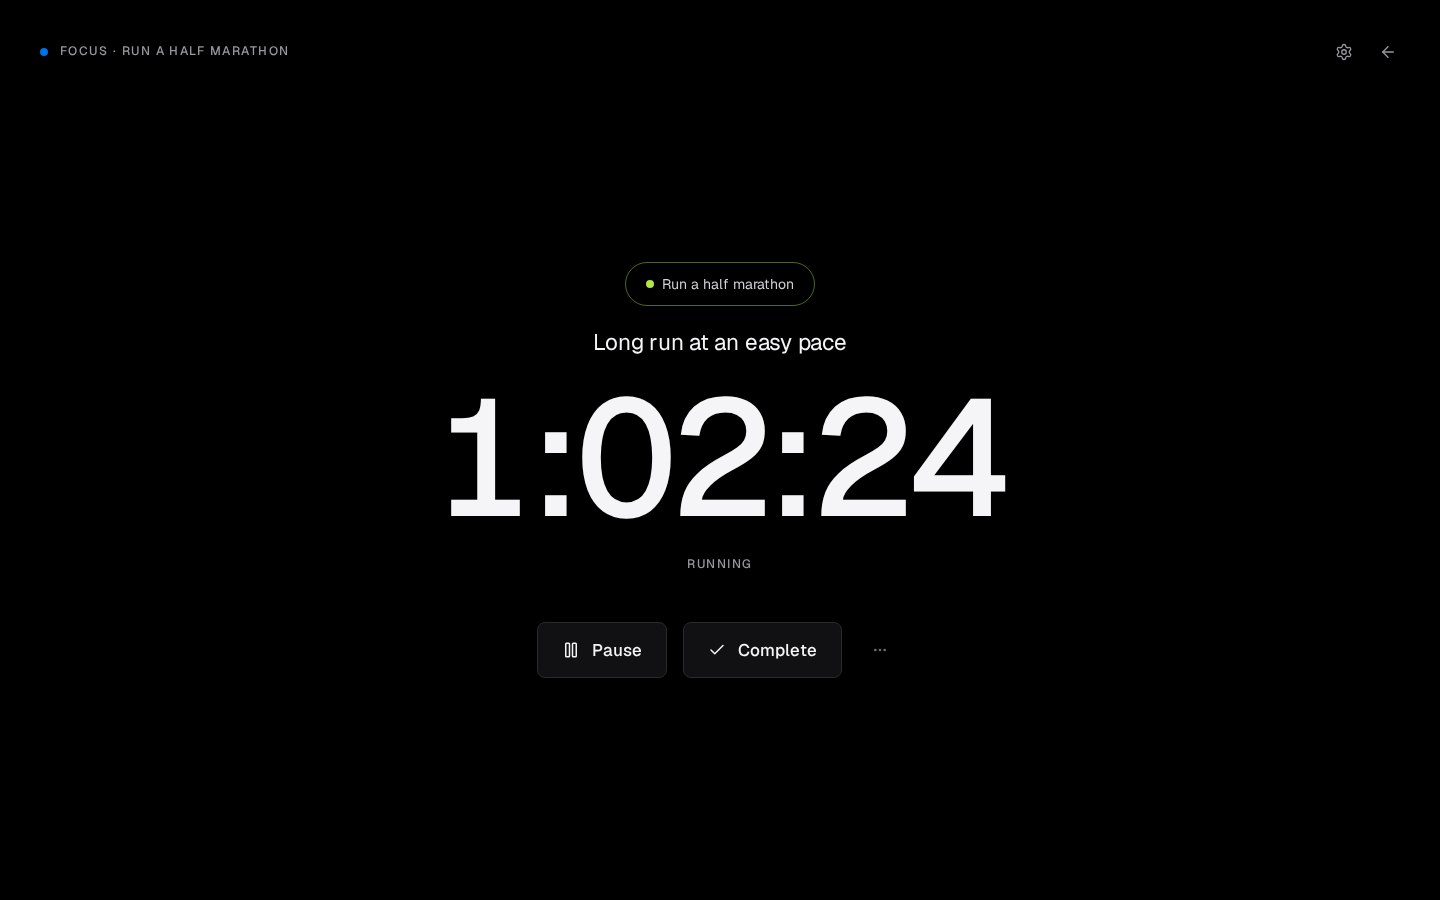 FOCUS · RUN A HALF MARATHON
Run a half marathon
Long run at an easy pace
1:02:24
RUNNING
Pause
Complete